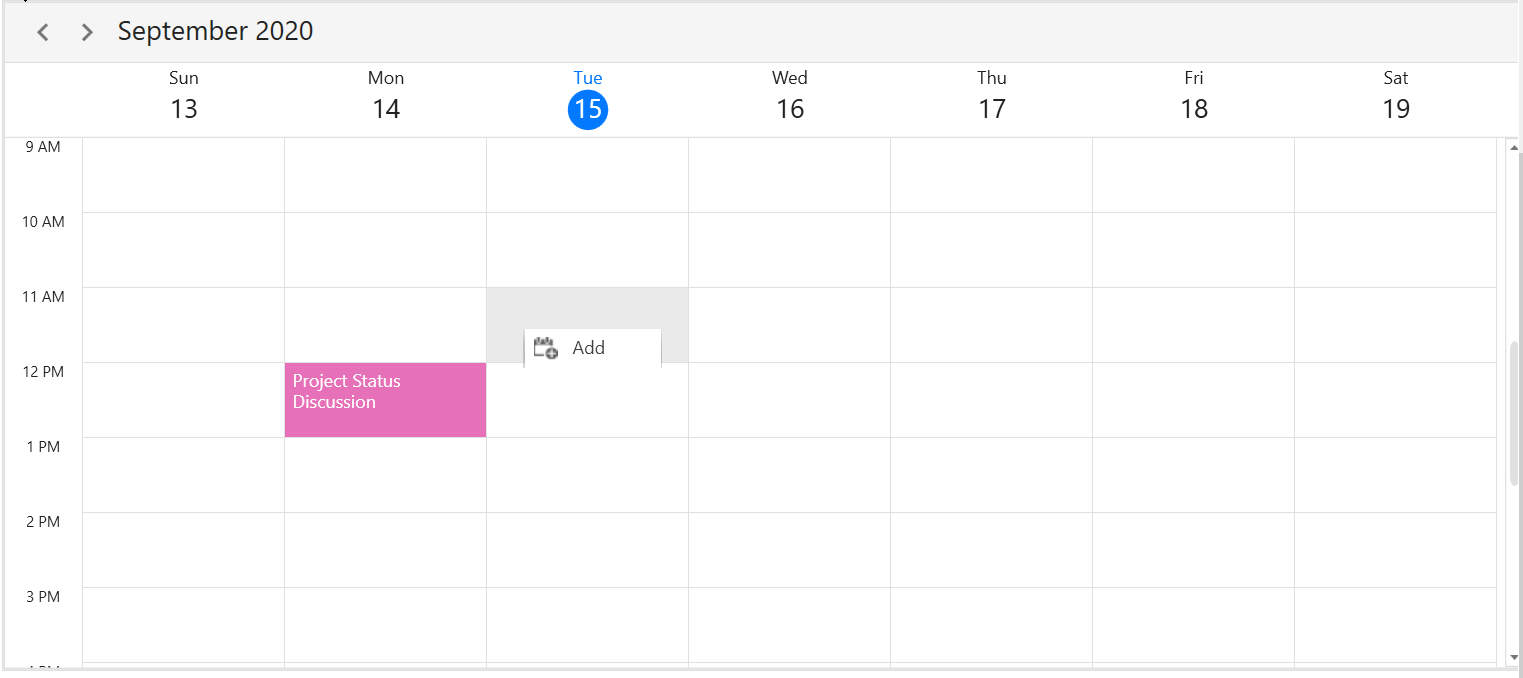 September 2020
Sun Mon Tue Wed Thu Fri Sat
13 14 15 16 17 18 19
9 AM
10 AM
11 AM
Add
12 PM
Project Status
Discussion
1 PM
2 PM
3 PM